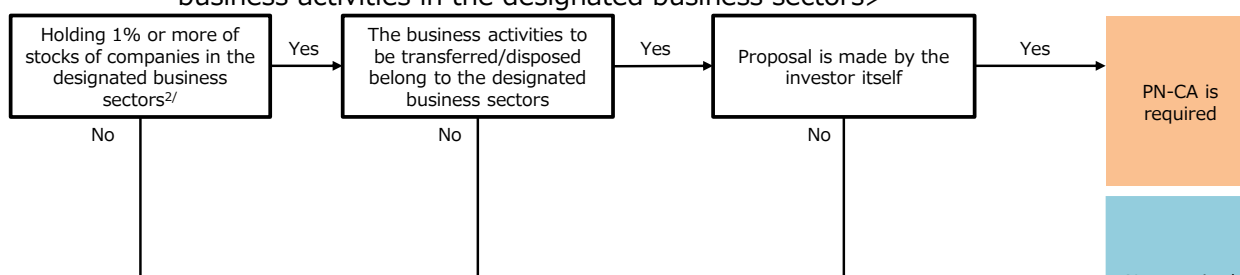 business activities in the designated business sectors>
Holding 1% or more of
stocks of companies in the
designated business
sectors2/
Yes
The business activities to
be transferred/disposed
belong to the designated
business sectors
Yes
Proposal is made by the
investor itself
Yes
PN-CA is
required
No
No
No